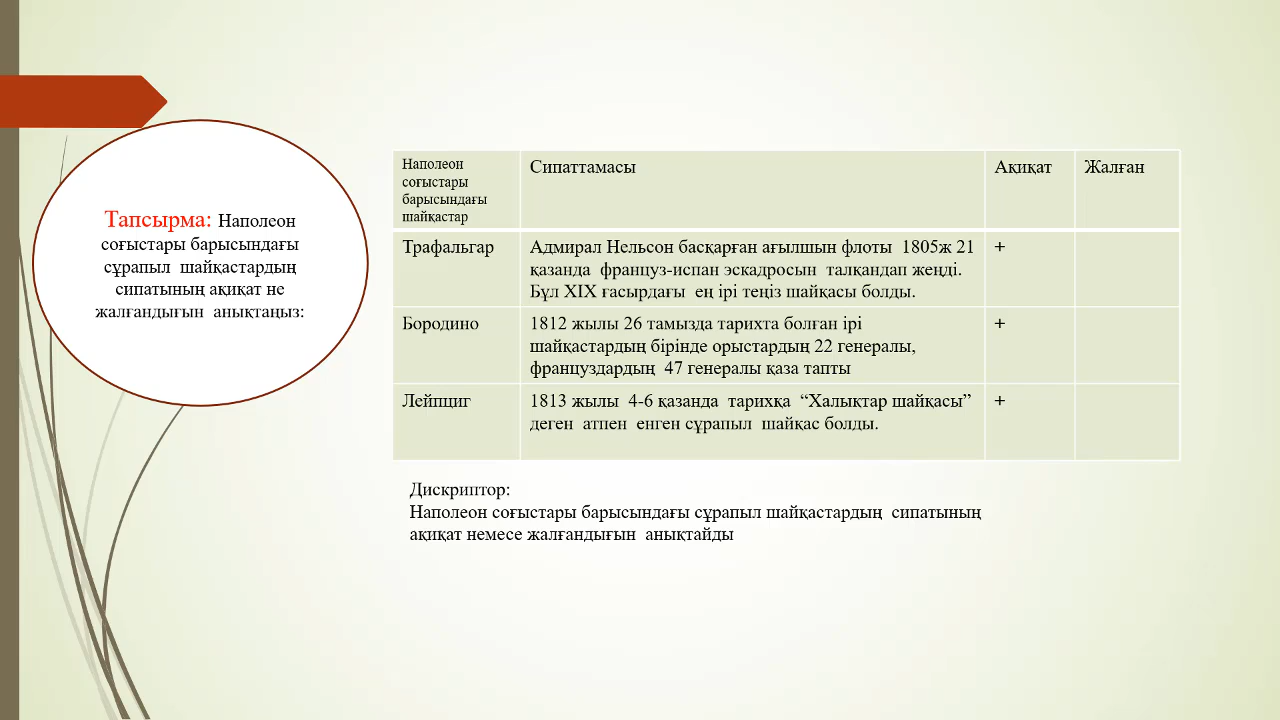 Тапсырма: Наполеон
соғыстары барысындағы
сұрапыл шайқастардың
сипатының ақиқат не
жалғандығын анықтаңыз:
Наполеон
соғыстары
барысындағы
шайқастар
Сипаттамасы
Ақиқат
Жалған
Трафальгар
Адмирал Нельсон басқарған ағылшын флоты 1805ж 21
қазанда француз-испан эскадросын талқандап жеңді.
Бұл XIX ғасырдағы ең ірі теңіз шайқасы болды.
+
Бородино
1812 жылы 26 тамызда тарихта болған ірі
шайқастардың бірінде орыстардың 22 генералы,
француздардың 47 генералы қаза тапты
+
Лейпциг
1813 жылы 4-6 қазанда тарихқа “Халықтар шайқасы”
деген атпен енген сұрапыл шайқас болды.
+
Дискриптор:
Наполеон соғыстары барысындағы сұрапыл шайқастардың сипатының
ақиқат немесе жалғандығын анықтайды